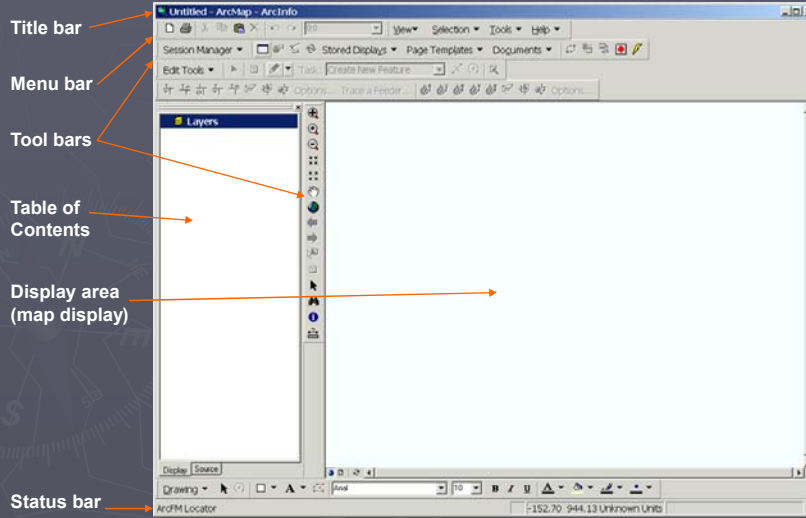 Title bar
Menu bar
Tool bars
Table of
Contents
Display area
(map display)
Status bar
Untitled - ArcMap - ArcInfo
View Selection Tools Help
Session Manager Stored Displays Page Templates Documents
Edit Tools Task: Create New Feature
Options... Trace a Feeder... Options...
Layers
Display Source
Drawing A Arial 10 B I U A
ArcFM Locator -152.70 944.13 Unknown Units